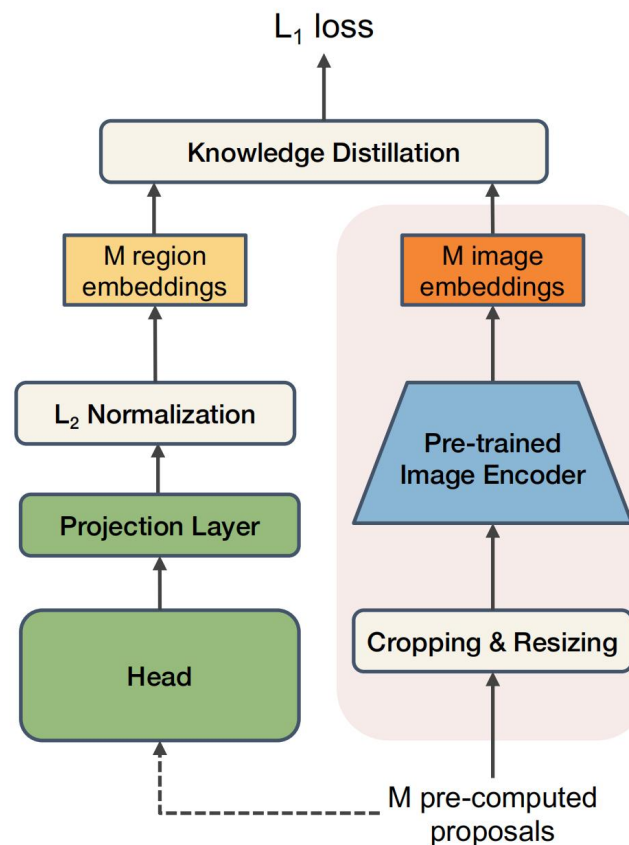 L₁ loss
Knowledge Distillation
M region
embeddings
M image
embeddings
L₂ Normalization
Pre-trained
Image Encoder
Projection Layer
Head
Cropping & Resizing
M pre-computed
proposals